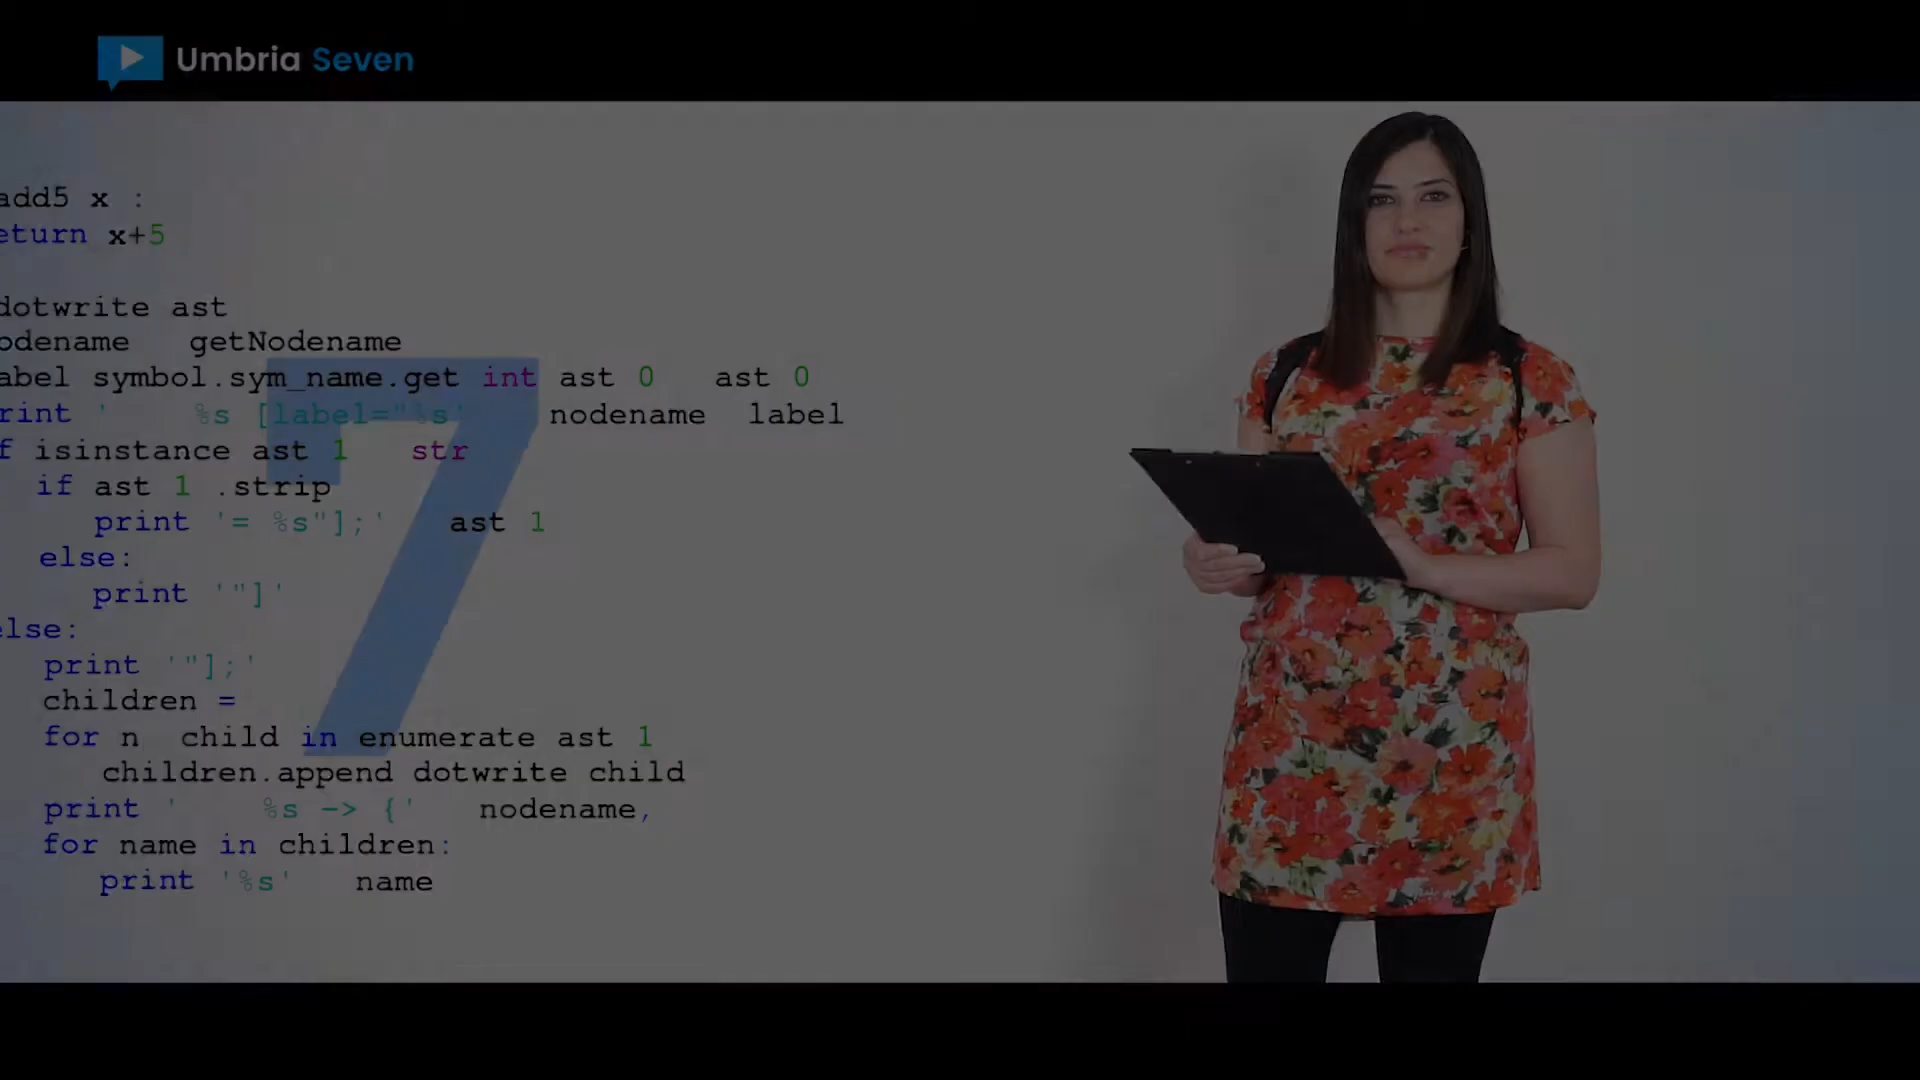 Umbria Seven
add5 x :
eturn x+5
dotwrite ast
odename getNodename
abel symbol.sym_name.get int ast 0 ast 0
rint ' %s [label="%s' nodename label
f isinstance ast 1 str
if ast 1 .strip
print '= %s"];' ast 1
else:
print '"]'
else:
print '"];'
children =
for n child in enumerate ast 1
children.append dotwrite child
print ' %s -> {' nodename,
for name in children:
print '%s' name
7